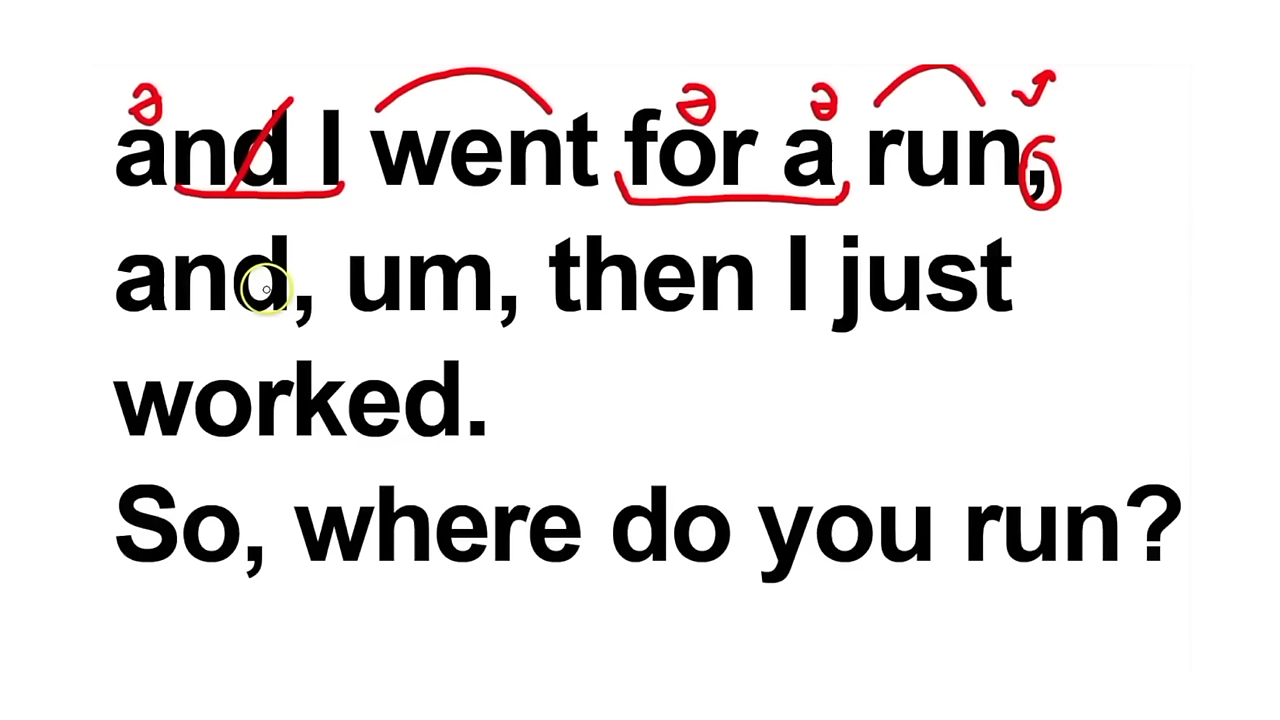 ə ə ə
and I went for a run,
and, um, then I just
worked.
So, where do you run?